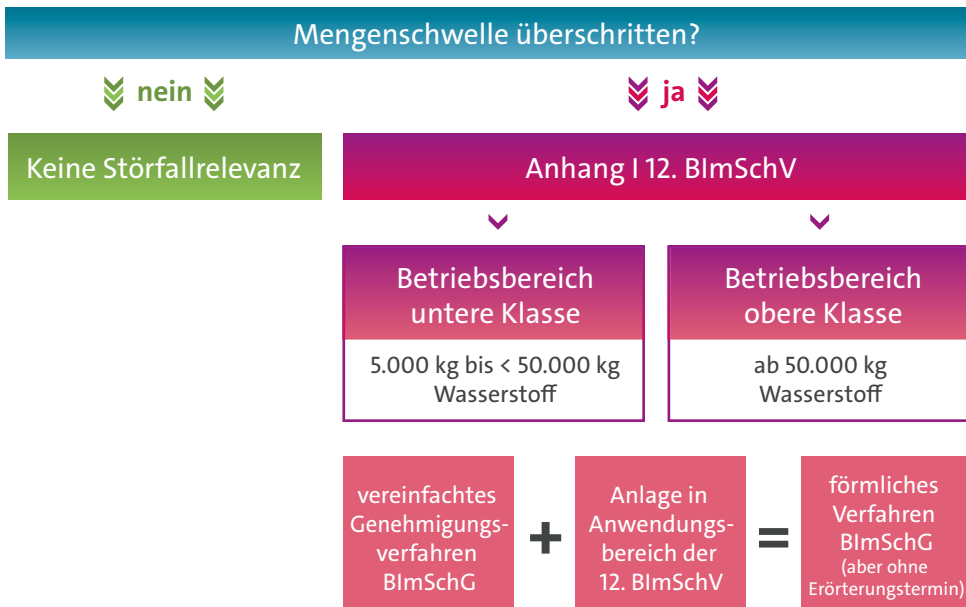 Mengenschwelle überschritten?
nein
ja
Keine Störfallrelevanz
Anhang I 12. BImSchV
Betriebsbereich
untere Klasse
5.000 kg bis < 50.000 kg
Wasserstoff
Betriebsbereich
obere Klasse
ab 50.000 kg
Wasserstoff
vereinfachtes
Genehmigungs-
verfahren
BImSchG
+
Anlage in
Anwendungs-
bereich der
12. BImSchV
=
förmliches
Verfahren
BImSchG
(aber ohne
Erörterungstermin)